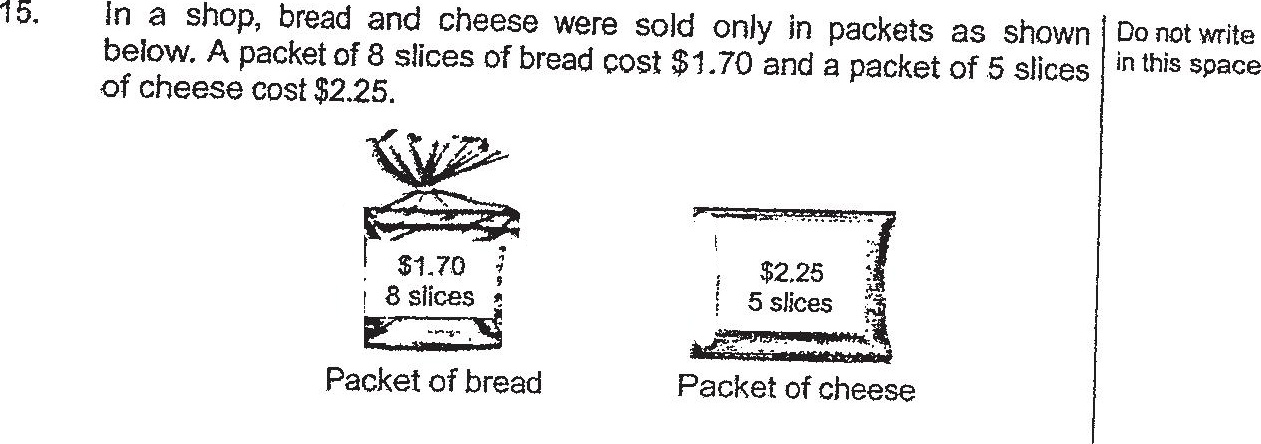 15. In a shop, bread and cheese were sold only in packets as shown
below. A packet of 8 slices of bread cost $1.70 and a packet of 5 slices
of cheese cost $2.25.
Do not write
in this space
$1.70
8 slices
$2.25
5 slices
Packet of bread
Packet of cheese